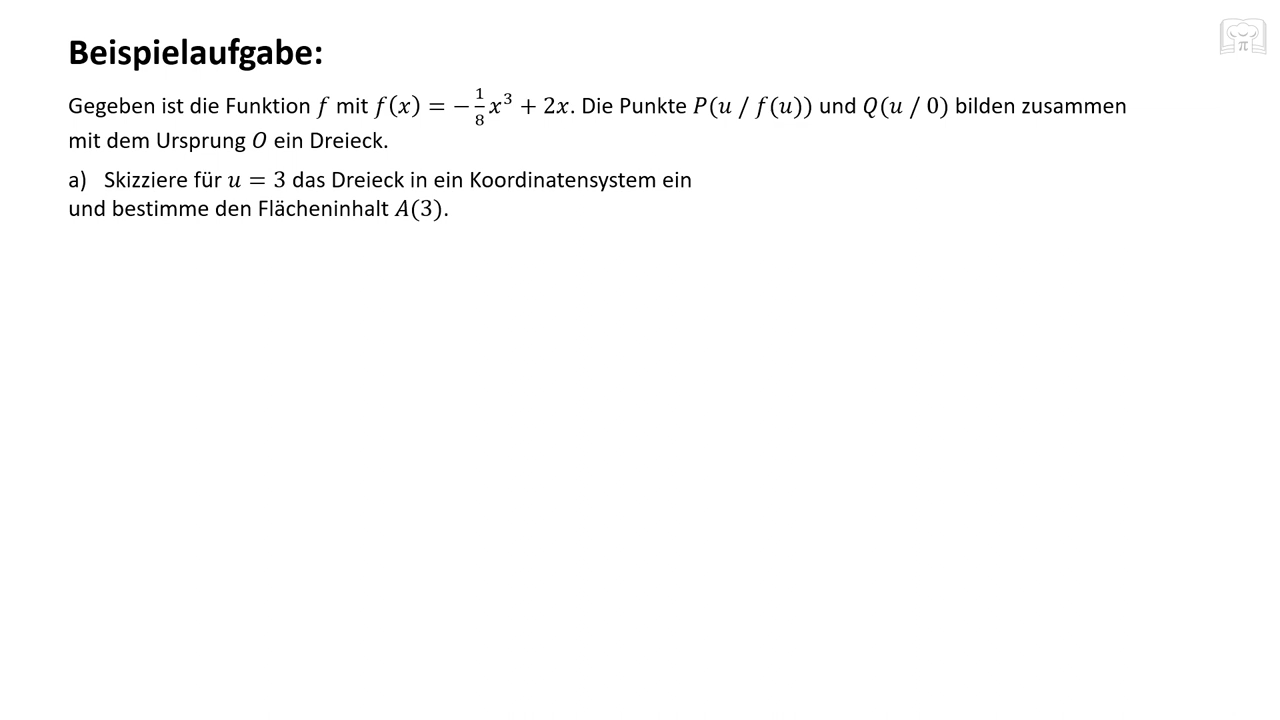 Beispielaufgabe:
Gegeben ist die Funktion f mit f(x) = −1/8 x³ + 2x. Die Punkte P(u / f(u)) und Q(u / 0) bilden zusammen
mit dem Ursprung O ein Dreieck.
a) Skizziere für u = 3 das Dreieck in ein Koordinatensystem ein
und bestimme den Flächeninhalt A(3).
π